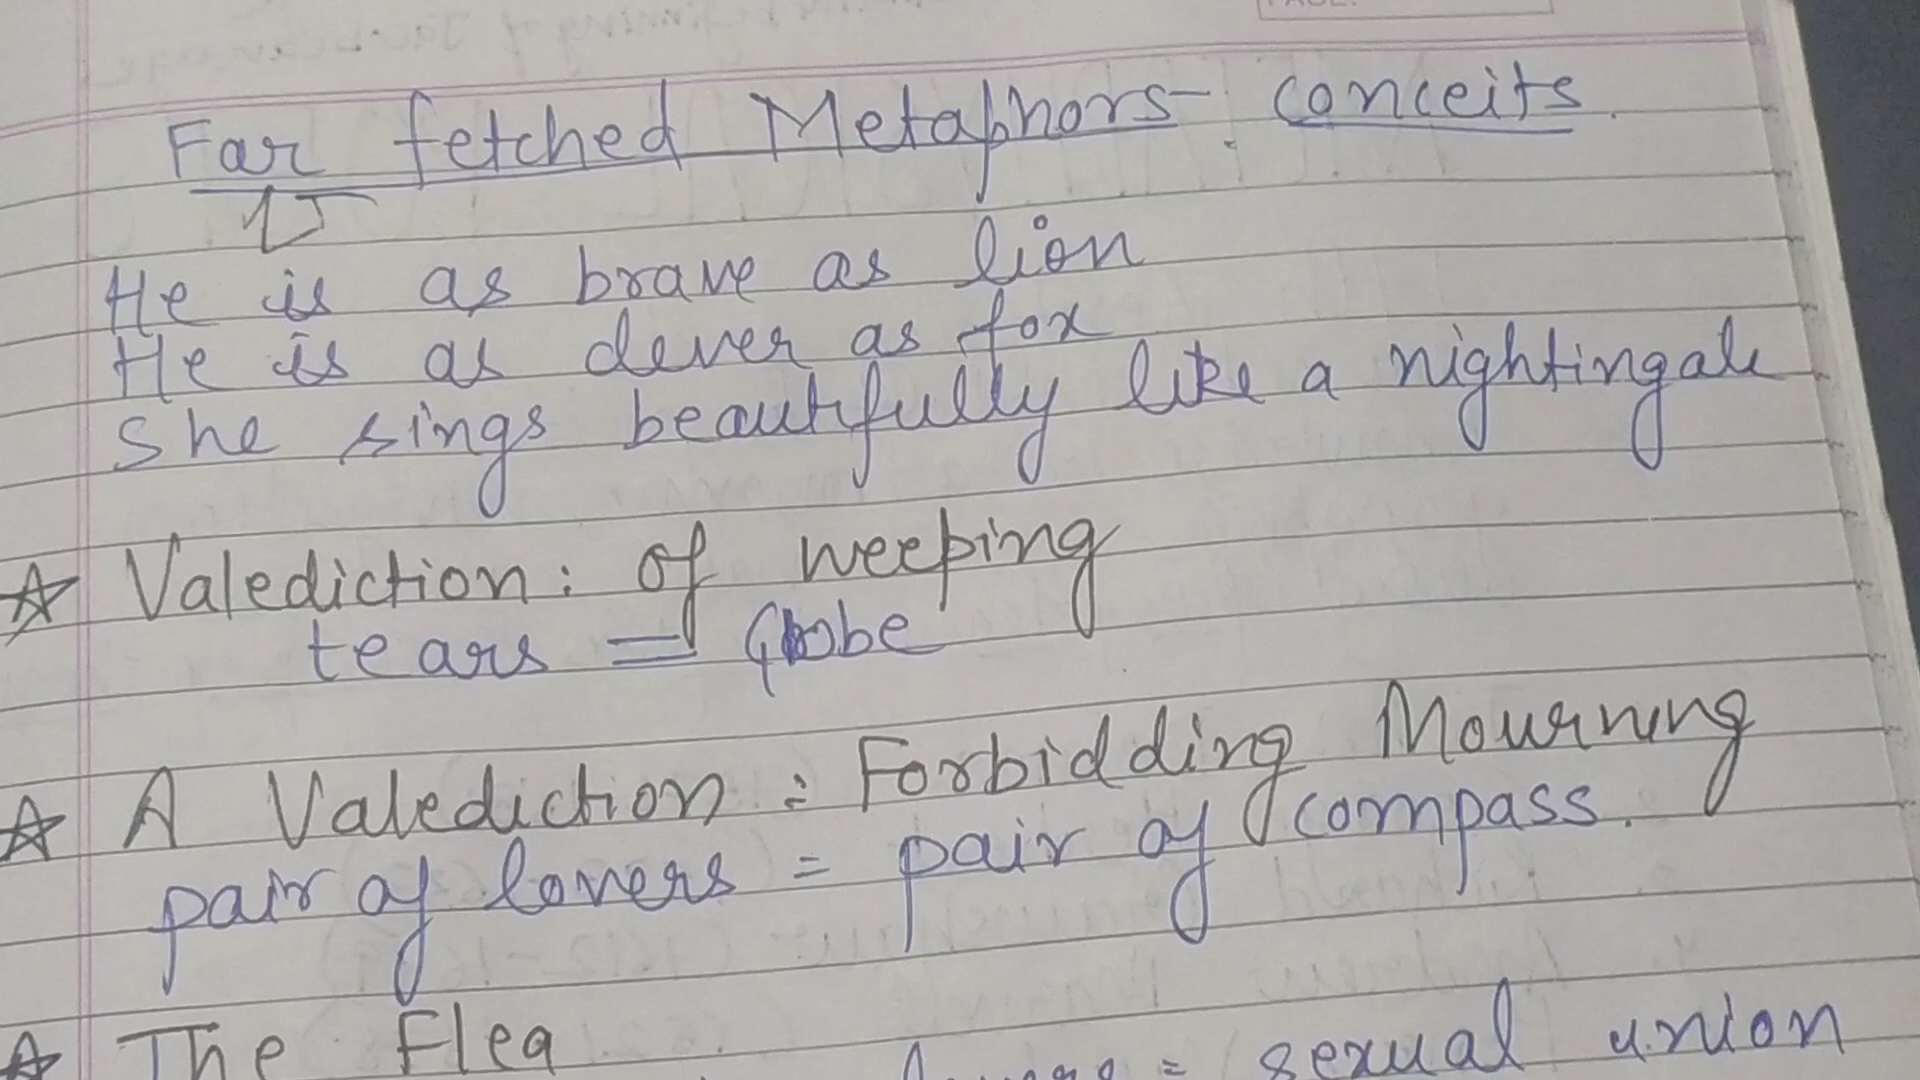 Far fetched Metaphors - conceits.
He is as brave as lion
He is as clever as fox
She sings beautifully like a nightingale
Valediction: of weeping
tears = Globe
A Valediction: Forbidding Mourning
pair of lovers = pair of compass.
The Flea
= sexual union